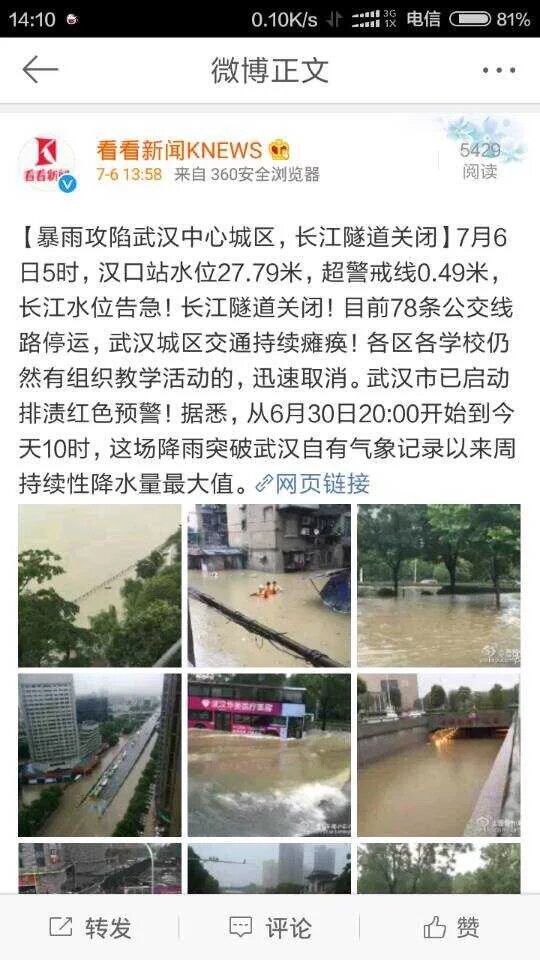 14:10
0.10K/s
3G
1X
电信
81%
微博正文
K
看看新闻
看看新闻KNEWS
7-6 13:58 来自 360安全浏览器
5429
阅读
【暴雨攻陷武汉中心城区，长江隧道关闭】7月6
日5时，汉口站水位27.79米，超警戒线0.49米，
长江水位告急！长江隧道关闭！目前78条公交线
路停运，武汉城区交通持续瘫痪！各区各学校仍
然有组织教学活动的，迅速取消。武汉市已启动
排渍红色预警！据悉，从6月30日20:00开始到今
天10时，这场降雨突破武汉自有气象记录以来周
持续性降水量最大值。网页链接
转发
评论
赞